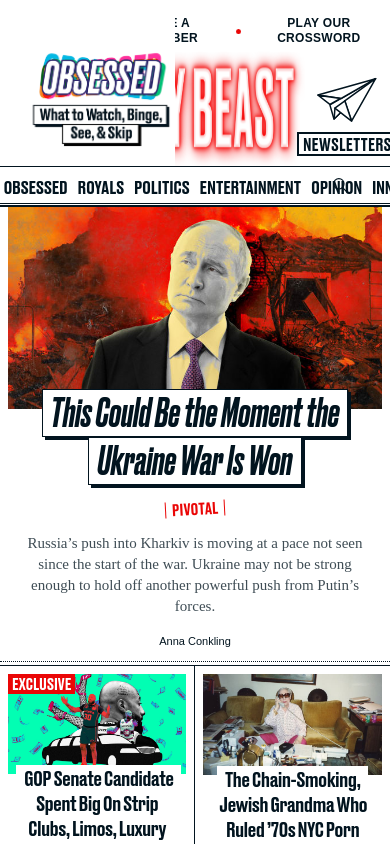 E A
BER
PLAY OUR
CROSSWORD
OBSESSED
What to Watch, Binge,
See, & Skip
Y BEAST
NEWSLETTERS
OBSESSED ROYALS POLITICS ENTERTAINMENT OPINION INN
This Could Be the Moment the
Ukraine War Is Won
PIVOTAL
Russia’s push into Kharkiv is moving at a pace not seen
since the start of the war. Ukraine may not be strong
enough to hold off another powerful push from Putin’s
forces.
Anna Conkling
EXCLUSIVE
GOP Senate Candidate
Spent Big On Strip
Clubs, Limos, Luxury
The Chain-Smoking,
Jewish Grandma Who
Ruled ’70s NYC Porn